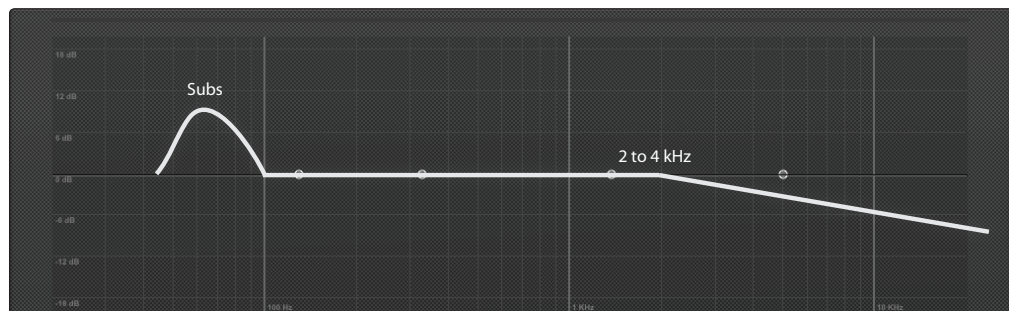 15 dB
12 dB
Subs
6 dB
2 to 4 kHz
0 dB
-6 dB
-12 dB
-18 dB
100 Hz
1 KHz
10 KHz